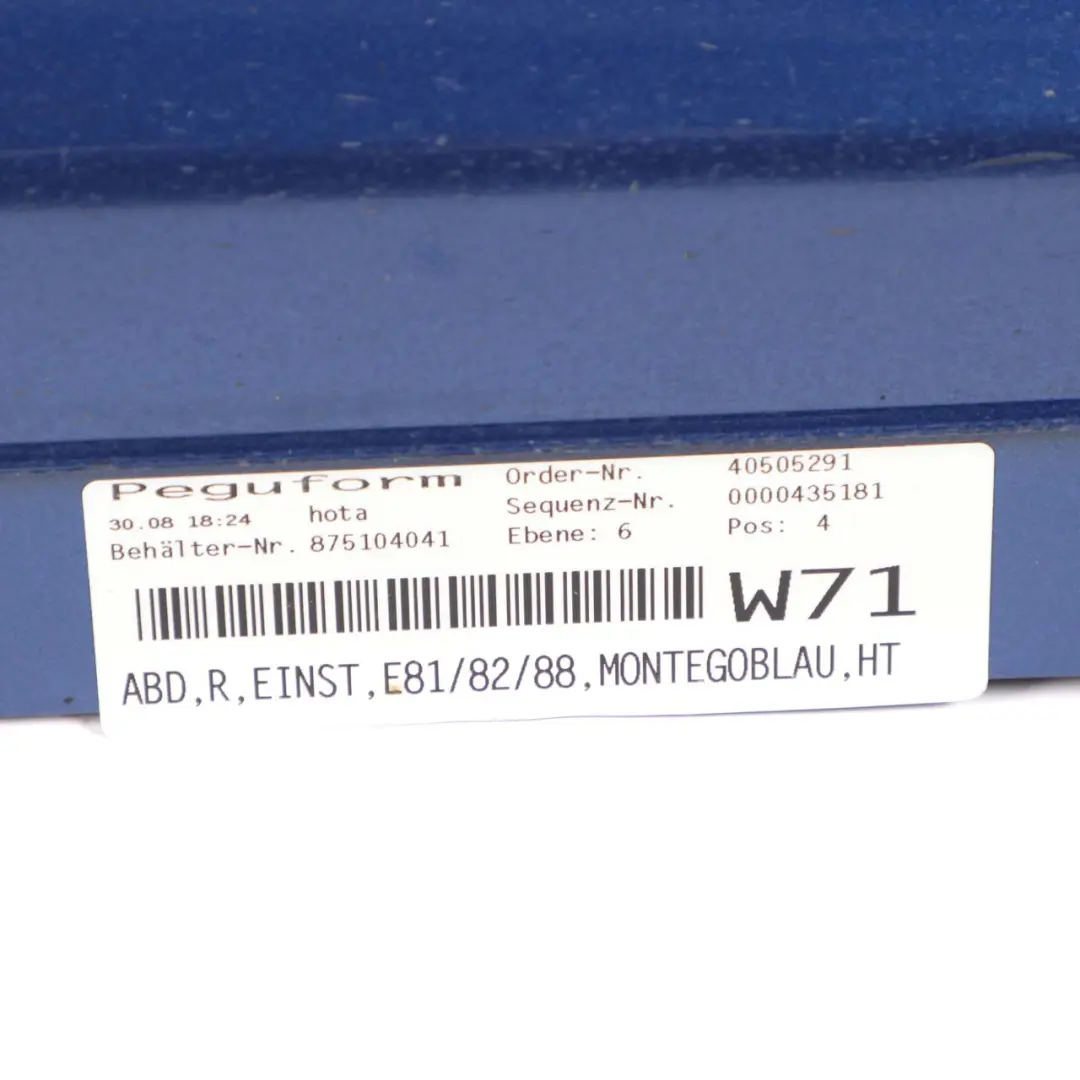 Peguform Order-Nr. 40505291
30.08 18:24 hota Sequenz-Nr. 0000435181
Behälter-Nr. 875104041 Ebene: 6 Pos: 4
W71
ABD,R,EINST,E81/82/88,MONTEGOBLAU,HT